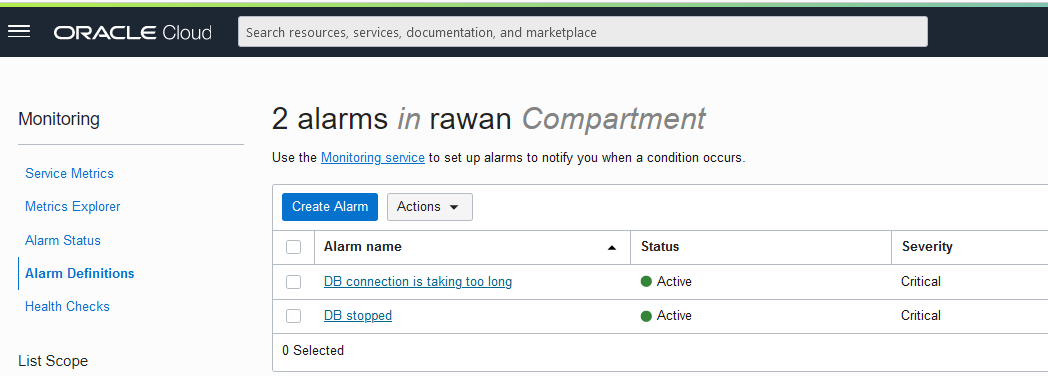 ORACLE Cloud
Search resources, services, documentation, and marketplace
Monitoring
Service Metrics
Metrics Explorer
Alarm Status
Alarm Definitions
Health Checks
List Scope
2 alarms in rawan Compartment
Use the Monitoring service to set up alarms to notify you when a condition occurs.
Create Alarm Actions
Alarm name Status Severity
DB connection is taking too long Active Critical
DB stopped Active Critical
0 Selected